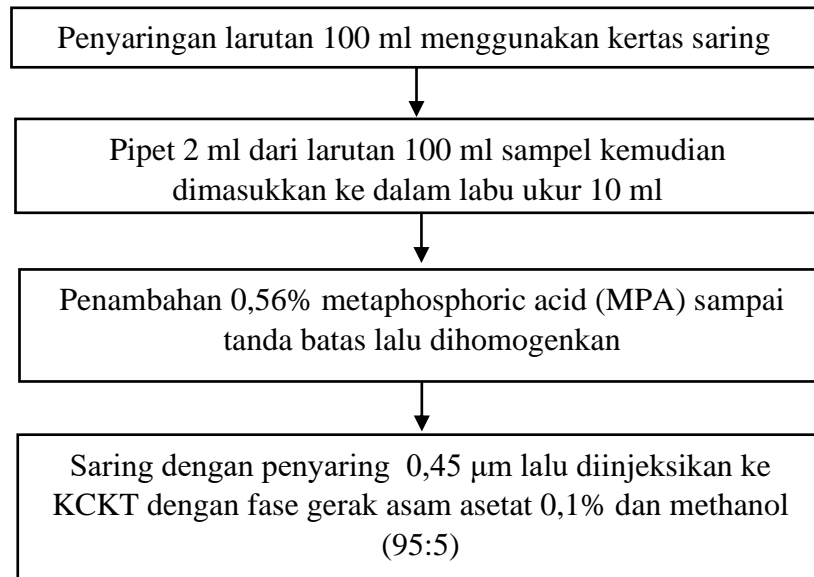 Penyaringan larutan 100 ml menggunakan kertas saring
Pipet 2 ml dari larutan 100 ml sampel kemudian
dimasukkan ke dalam labu ukur 10 ml
Penambahan 0,56% metaphosphoric acid (MPA) sampai
tanda batas lalu dihomogenkan
Saring dengan penyaring 0,45 μm lalu diinjeksikan ke
KCKT dengan fase gerak asam asetat 0,1% dan methanol
(95:5)